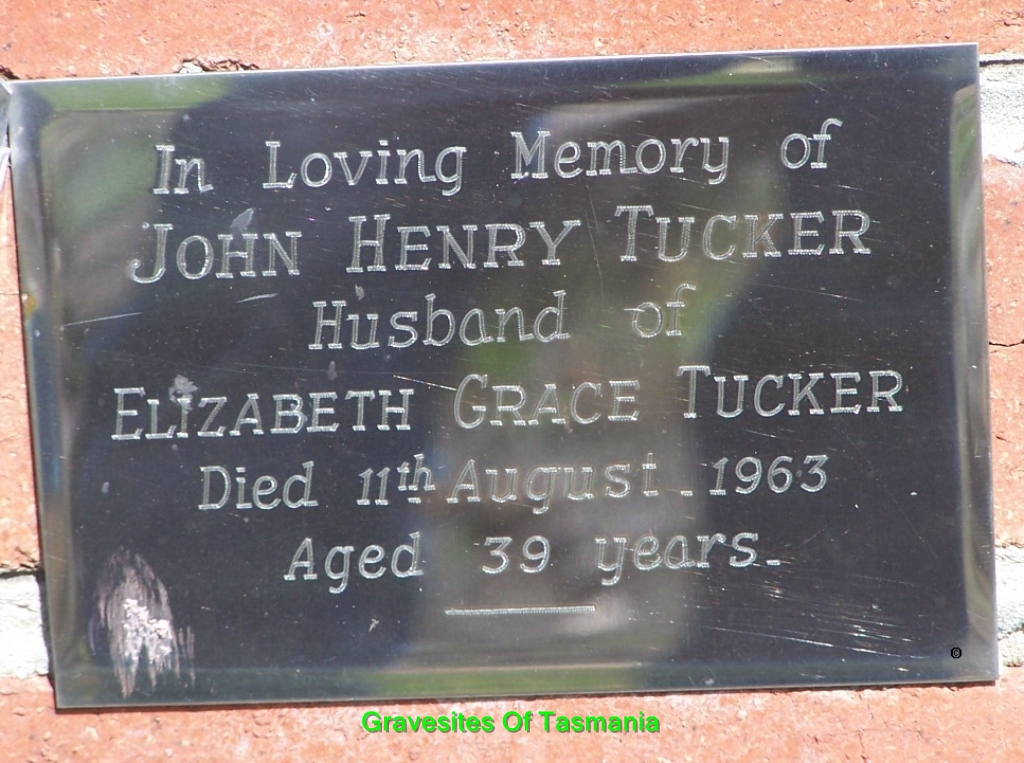 In Loving Memory of
JOHN HENRY TUCKER
Husband of
ELIZABETH GRACE TUCKER
Died 11th August. 1963
Aged 39 years.
©
Gravesites Of Tasmania